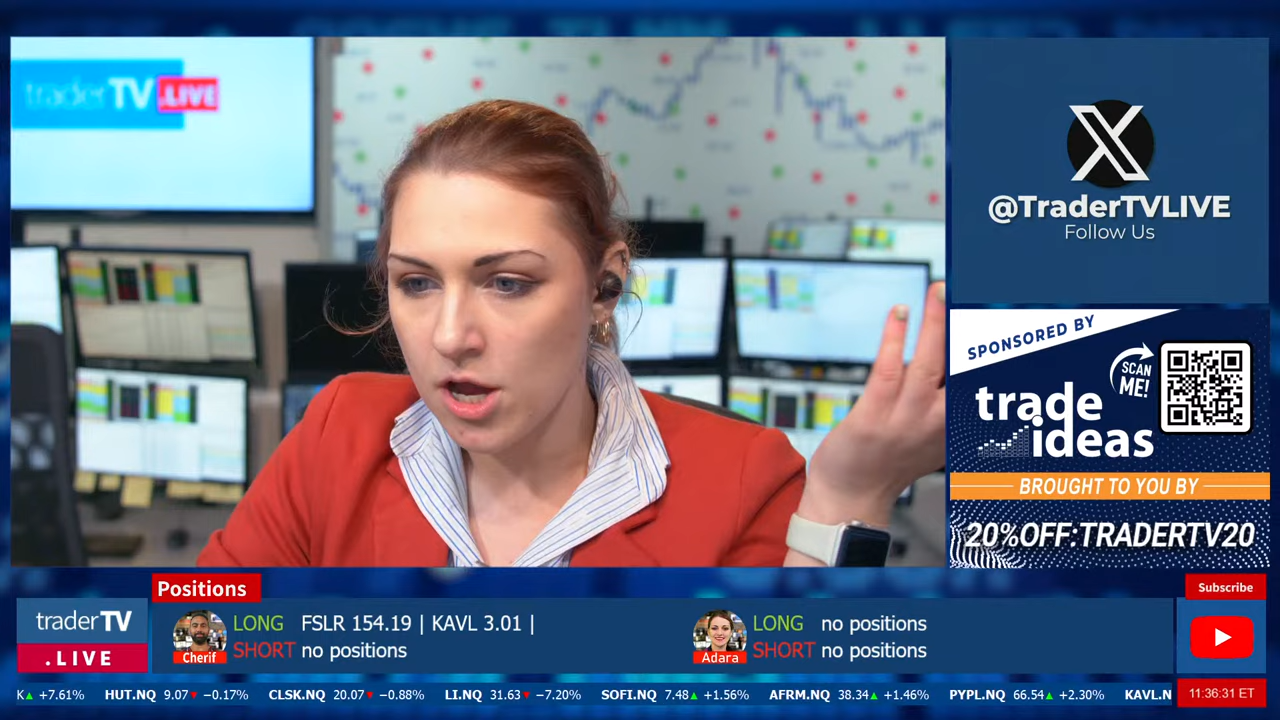 traderTV.LIVE
@TraderTVLIVE
Follow Us
SPONSORED BY
SCAN
ME!
trade
ideas
BROUGHT TO YOU BY
20%OFF:TRADERTV20
Positions
Subscribe
traderTV
.LIVE
Cherif
LONG FSLR 154.19 | KAVL 3.01 |
SHORT no positions
Adara
LONG no positions
SHORT no positions
K▲ +7.61% HUT.NQ 9.07▼ −0.17% CLSK.NQ 20.07▼ −0.88% LI.NQ 31.63▼ −7.20% SOFI.NQ 7.48▲ +1.56% AFRM.NQ 38.34▲ +1.46% PYPL.NQ 66.54▲ +2.30% KAVL.N
11:36:31 ET